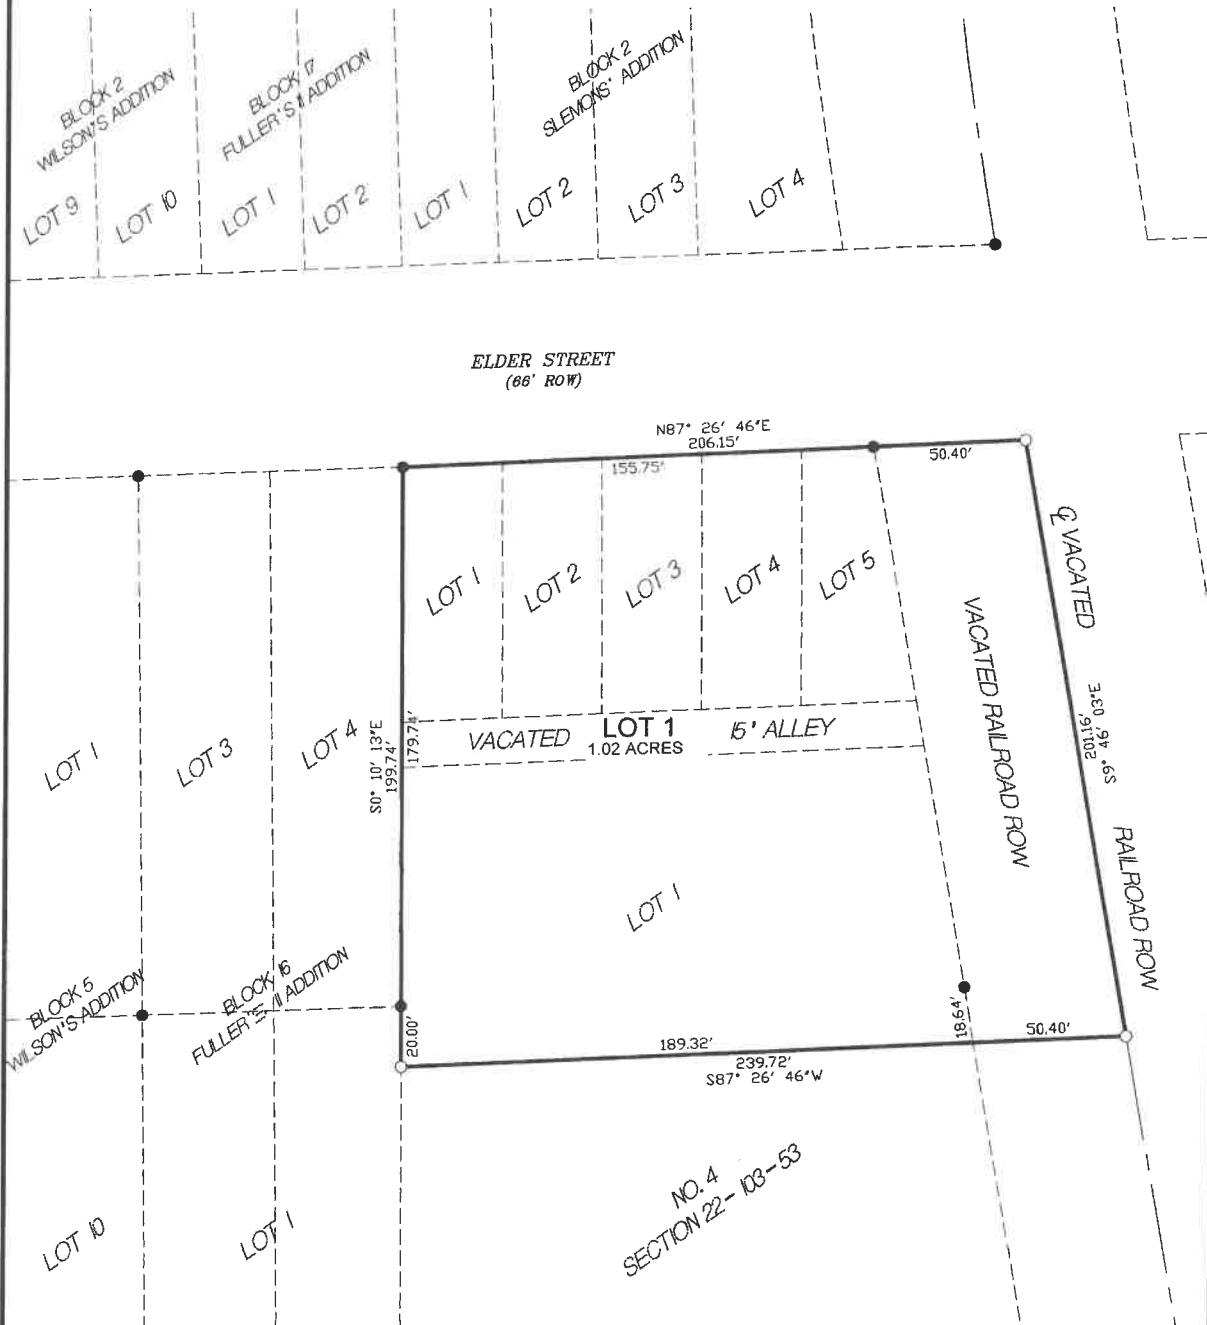 BLOCK 2
WILSON'S ADDITION
BLOCK 17
FULLER'S II ADDITION
BLOCK 2
SLEMONS' ADDITION
LOT 9
LOT 10
LOT 1
LOT 2
LOT 1
LOT 2
LOT 3
LOT 4
ELDER STREET
(66' ROW)
N87° 26' 46"E
206.15'
155.75'
50.40'
LOT 1
LOT 2
LOT 3
LOT 4
LOT 5
℄ VACATED
RAILROAD ROW
VACATED RAILROAD ROW
S9° 46' 03"E
201.16'
LOT 1
LOT 3
LOT 4
S0° 10' 13"E
199.74'
179.74'
VACATED
LOT 1
1.02 ACRES
15' ALLEY
LOT 1
BLOCK 5
WILSON'S ADDITION
BLOCK 16
FULLER'S II ADDITION
20.00'
189.32'
18.64'
50.40'
239.72'
S87° 26' 46"W
NO. 4
SECTION 22-103-53
LOT 10
LOT 1